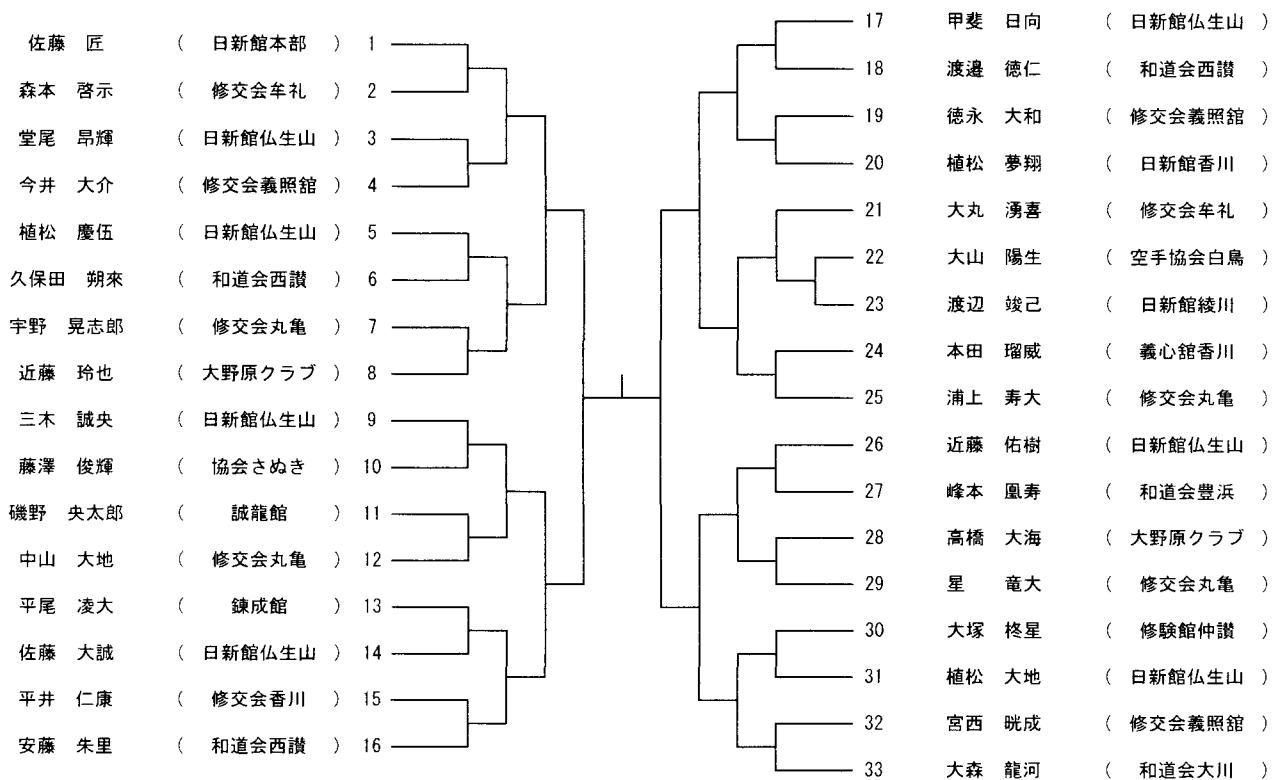 佐藤 匠 ( 日新館本部 ) 1
森本 啓示 ( 修交会牟礼 ) 2
堂尾 昂輝 ( 日新館仏生山 ) 3
今井 大介 ( 修交会義照舘 ) 4
植松 慶伍 ( 日新館仏生山 ) 5
久保田 朔來 ( 和道会西讃 ) 6
宇野 晃志郎 ( 修交会丸亀 ) 7
近藤 玲也 ( 大野原クラブ ) 8
三木 誠央 ( 日新館仏生山 ) 9
藤澤 俊輝 ( 協会さぬき ) 10
磯野 央太郎 ( 誠龍館 ) 11
中山 大地 ( 修交会丸亀 ) 12
平尾 凌大 ( 錬成館 ) 13
佐藤 大誠 ( 日新館仏生山 ) 14
平井 仁康 ( 修交会香川 ) 15
安藤 朱里 ( 和道会西讃 ) 16
17 甲斐 日向 ( 日新館仏生山 )
18 渡邉 徳仁 ( 和道会西讃 )
19 徳永 大和 ( 修交会義照舘 )
20 植松 夢翔 ( 日新館香川 )
21 大丸 湧喜 ( 修交会牟礼 )
22 大山 陽生 ( 空手協会白鳥 )
23 渡辺 竣己 ( 日新館綾川 )
24 本田 瑠威 ( 義心舘香川 )
25 浦上 寿大 ( 修交会丸亀 )
26 近藤 佑樹 ( 日新館仏生山 )
27 峰本 凰寿 ( 和道会豊浜 )
28 高橋 大海 ( 大野原クラブ )
29 星 竜大 ( 修交会丸亀 )
30 大塚 柊星 ( 修験館仲讃 )
31 植松 大地 ( 日新館仏生山 )
32 宮西 晄成 ( 修交会義照舘 )
33 大森 龍河 ( 和道会大川 )